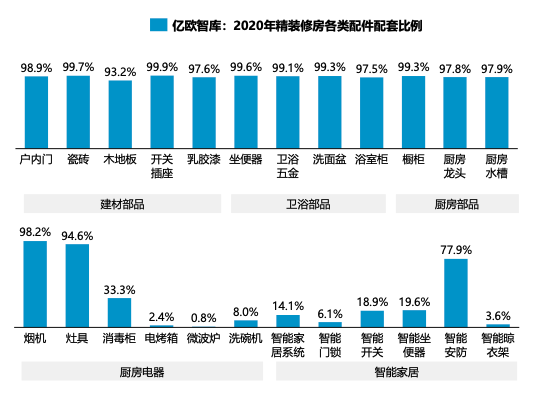 亿欧智库：2020年精装修房各类配件配套比例
98.9% 99.7% 93.2% 99.9% 97.6% 99.6% 99.1% 99.3% 97.5% 99.3% 97.8% 97.9%
户内门 瓷砖 木地板 开关 乳胶漆 坐便器 卫浴 洗面盆 浴室柜 橱柜 厨房 厨房
插座 五金 龙头 水槽
建材部品 卫浴部品 厨房部品
98.2% 94.6% 33.3% 2.4% 0.8% 8.0% 14.1% 6.1% 18.9% 19.6% 77.9% 3.6%
烟机 灶具 消毒柜 电烤箱 微波炉 洗碗机 智能家 智能 智能 智能坐 智能 智能晾
居系统 门锁 开关 便器 安防 衣架
厨房电器 智能家居